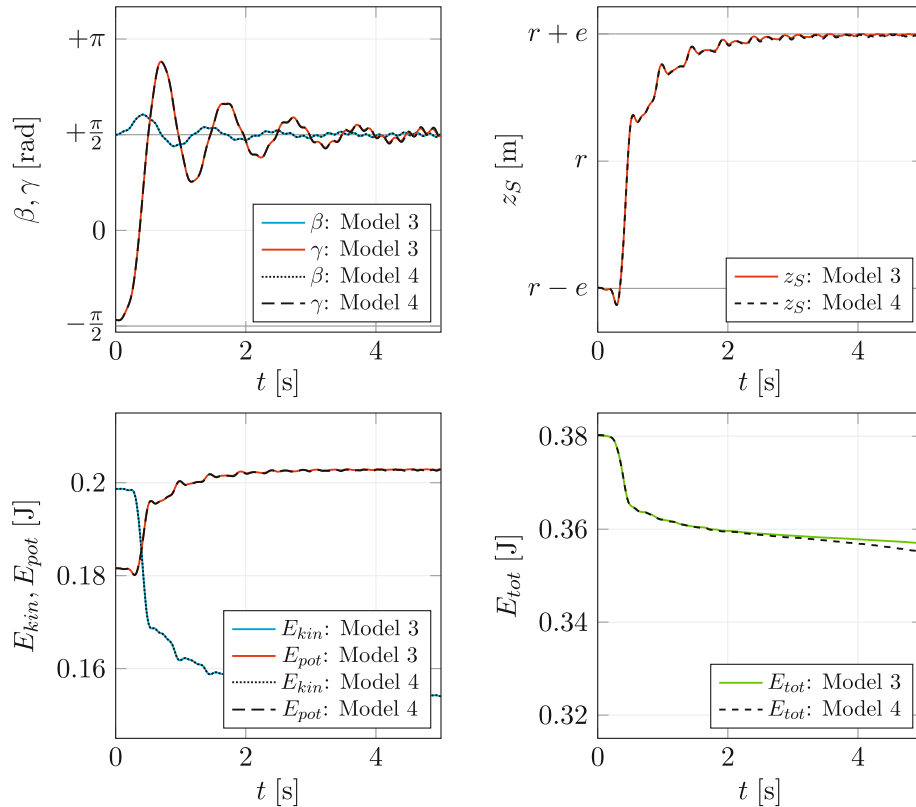 +π
+π/2
0
−π/2
β, γ [rad]
0
2
4
t [s]
β: Model 3
γ: Model 3
β: Model 4
γ: Model 4
r + e
r
r − e
z_S [m]
0
2
4
t [s]
z_S: Model 3
z_S: Model 4
0.2
0.18
0.16
E_kin, E_pot [J]
0
2
4
t [s]
E_kin: Model 3
E_pot: Model 3
E_kin: Model 4
E_pot: Model 4
0.38
0.36
0.34
0.32
E_tot [J]
0
2
4
t [s]
E_tot: Model 3
E_tot: Model 4